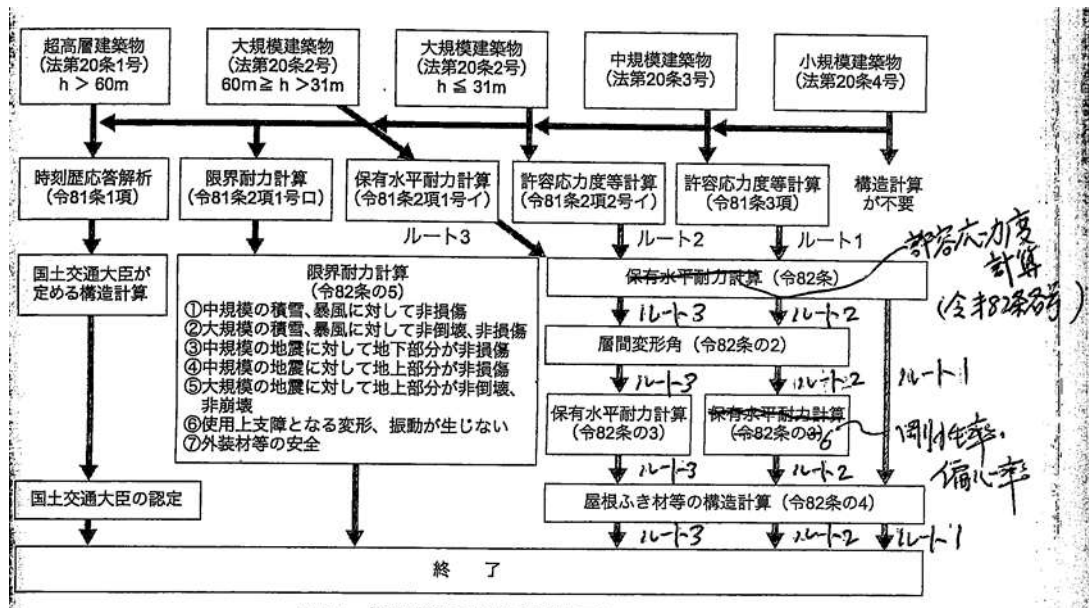 超高層建築物
(法第20条1号)
h > 60m
大規模建築物
(法第20条2号)
60m≧ h >31m
大規模建築物
(法第20条2号)
h ≦ 31m
中規模建築物
(法第20条3号)
小規模建築物
(法第20条4号)
時刻歴応答解析
(令81条1項)
限界耐力計算
(令81条2項1号ロ)
保有水平耐力計算
(令81条2項1号イ)
許容応力度等計算
(令81条2項2号イ)
許容応力度等計算
(令81条3項)
構造計算
が不要
ルート3
ルート2
ルート1
許容応力度
計算
(令第82条各号)
国土交通大臣が
定める構造計算
限界耐力計算
(令82条の5)
①中規模の積雪、暴風に対して非損傷
②大規模の積雪、暴風に対して非倒壊、非損傷
③中規模の地震に対して地下部分が非損傷
④中規模の地震に対して地上部分が非損傷
⑤大規模の地震に対して地上部分が非倒壊、
非崩壊
⑥使用上支障となる変形、振動が生じない
⑦外装材等の安全
保有水平耐力計算 (令82条)
ルート3
ルート2
層間変形角 (令82条の2)
ルート3
ルート2
ルート1
保有水平耐力計算
(令82条の3)
保有水平耐力計算
(令82条の3)6
剛性率、
偏心率
ルート3
ルート2
国土交通大臣の認定
屋根ふき材等の構造計算 (令82条の4)
ルート3
ルート2
ルート1
終 了